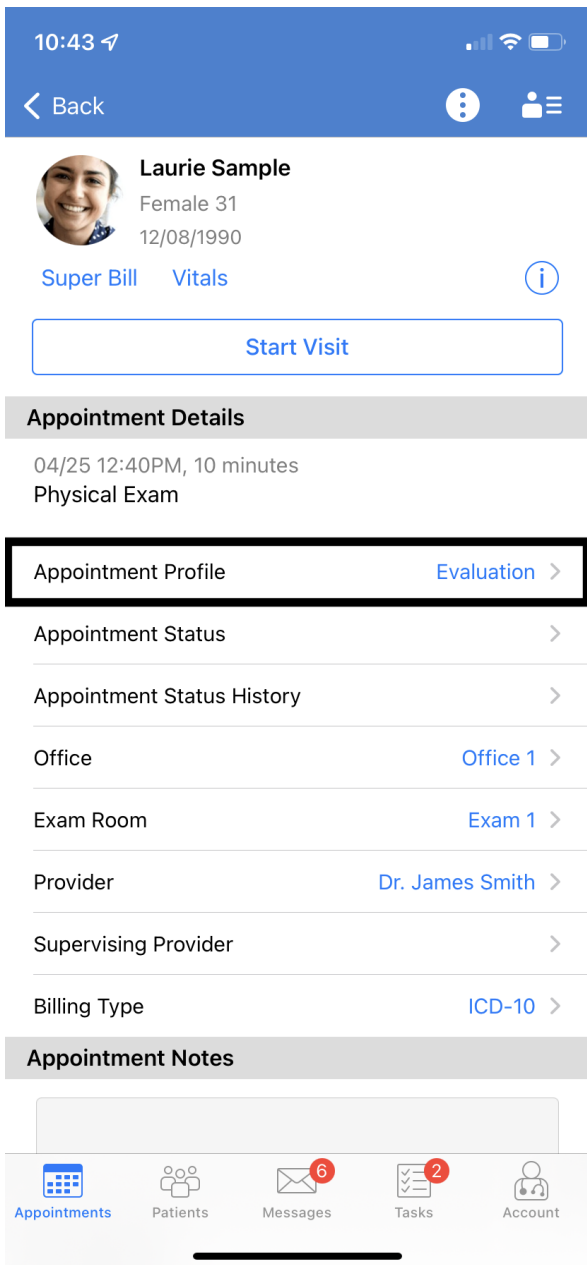 10:43
Back
Laurie Sample
Female 31
12/08/1990
Super Bill Vitals i
Start Visit
Appointment Details
04/25 12:40PM, 10 minutes
Physical Exam
Appointment Profile Evaluation
Appointment Status
Appointment Status History
Office Office 1
Exam Room Exam 1
Provider Dr. James Smith
Supervising Provider
Billing Type ICD-10
Appointment Notes
6 2
Appointments Patients Messages Tasks Account